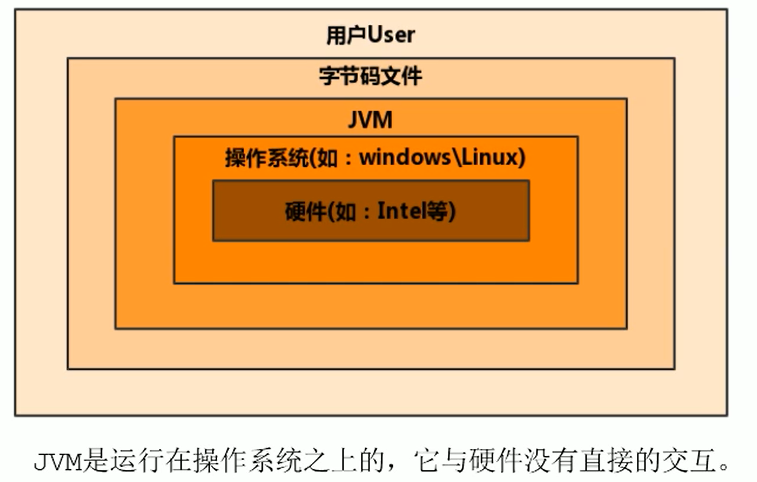 用户User
字节码文件
JVM
操作系统(如：windows\Linux)
硬件(如：Intel等)
JVM是运行在操作系统之上的，它与硬件没有直接的交互。